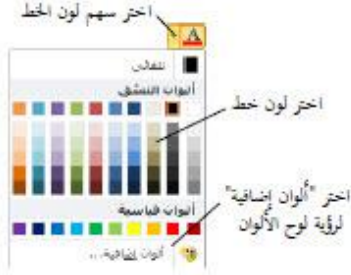 اختر سهم لون الخط
A
تلقائي
ألوان النسق
اختر لون خط
اختر "ألوان إضافية"
لرؤية لوح الألوان
ألوان قياسية
ألوان إضافية...